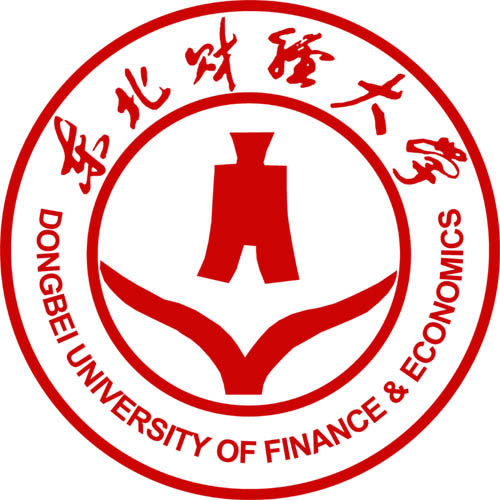 东北财经大学
DONGBEI UNIVERSITY OF FINANCE & ECONOMICS